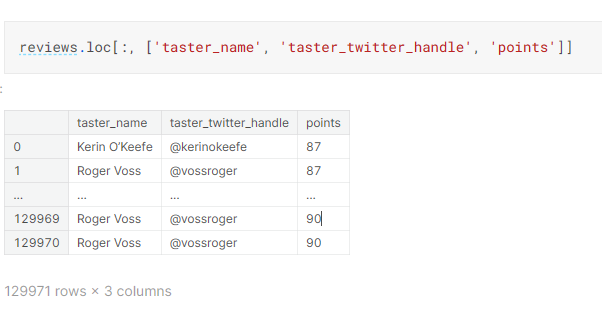 reviews.loc[:, ['taster_name', 'taster_twitter_handle', 'points']]
:
taster_name taster_twitter_handle points
0 Kerin O'Keefe @kerinokeefe 87
1 Roger Voss @vossroger 87
... ... ... ...
129969 Roger Voss @vossroger 90
129970 Roger Voss @vossroger 90
129971 rows × 3 columns